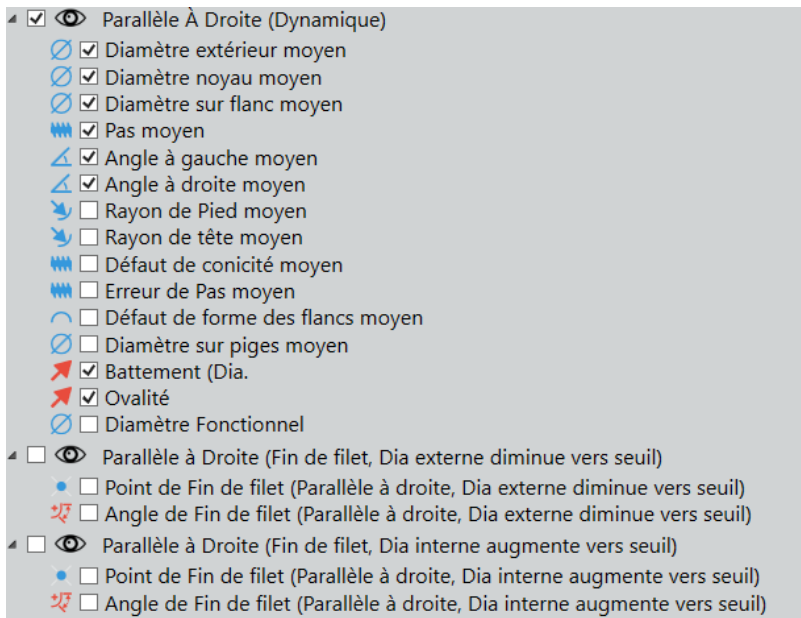 Parallèle À Droite (Dynamique)
Diamètre extérieur moyen
Diamètre noyau moyen
Diamètre sur flanc moyen
Pas moyen
Angle à gauche moyen
Angle à droite moyen
Rayon de Pied moyen
Rayon de tête moyen
Défaut de conicité moyen
Erreur de Pas moyen
Défaut de forme des flancs moyen
Diamètre sur piges moyen
Battement (Dia.
Ovalité
Diamètre Fonctionnel
Parallèle à Droite (Fin de filet, Dia externe diminue vers seuil)
Point de Fin de filet (Parallèle à droite, Dia externe diminue vers seuil)
Angle de Fin de filet (Parallèle à droite, Dia externe diminue vers seuil)
Parallèle à Droite (Fin de filet, Dia interne augmente vers seuil)
Point de Fin de filet (Parallèle à droite, Dia interne augmente vers seuil)
Angle de Fin de filet (Parallèle à droite, Dia interne augmente vers seuil)